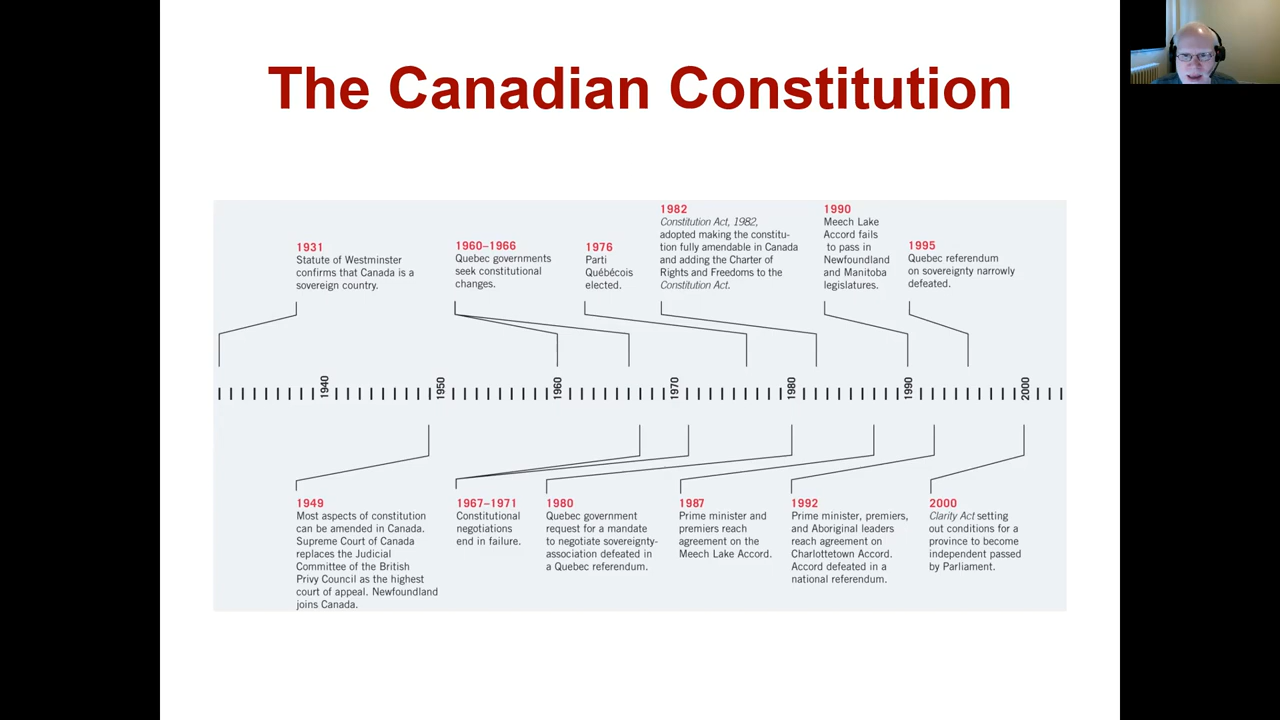 The Canadian Constitution
1931
Statute of Westminster
confirms that Canada is a
sovereign country.
1960–1966
Quebec governments
seek constitutional
changes.
1976
Parti
Québécois
elected.
1982
Constitution Act, 1982,
adopted making the constitu-
tion fully amendable in Canada
and adding the Charter of
Rights and Freedoms to the
Constitution Act.
1990
Meech Lake
Accord fails
to pass in
Newfoundland
and Manitoba
legislatures.
1995
Quebec referendum
on sovereignty narrowly
defeated.
1940
1950
1960
1970
1980
1990
2000
1949
Most aspects of constitution
can be amended in Canada.
Supreme Court of Canada
replaces the Judicial
Committee of the British
Privy Council as the highest
court of appeal. Newfoundland
joins Canada.
1967–1971
Constitutional
negotiations
end in failure.
1980
Quebec government
request for a mandate
to negotiate sovereignty-
association defeated in
a Quebec referendum.
1987
Prime minister and
premiers reach
agreement on the
Meech Lake Accord.
1992
Prime minister, premiers,
and Aboriginal leaders
reach agreement on
Charlottetown Accord.
Accord defeated in a
national referendum.
2000
Clarity Act setting
out conditions for a
province to become
independent passed
by Parliament.